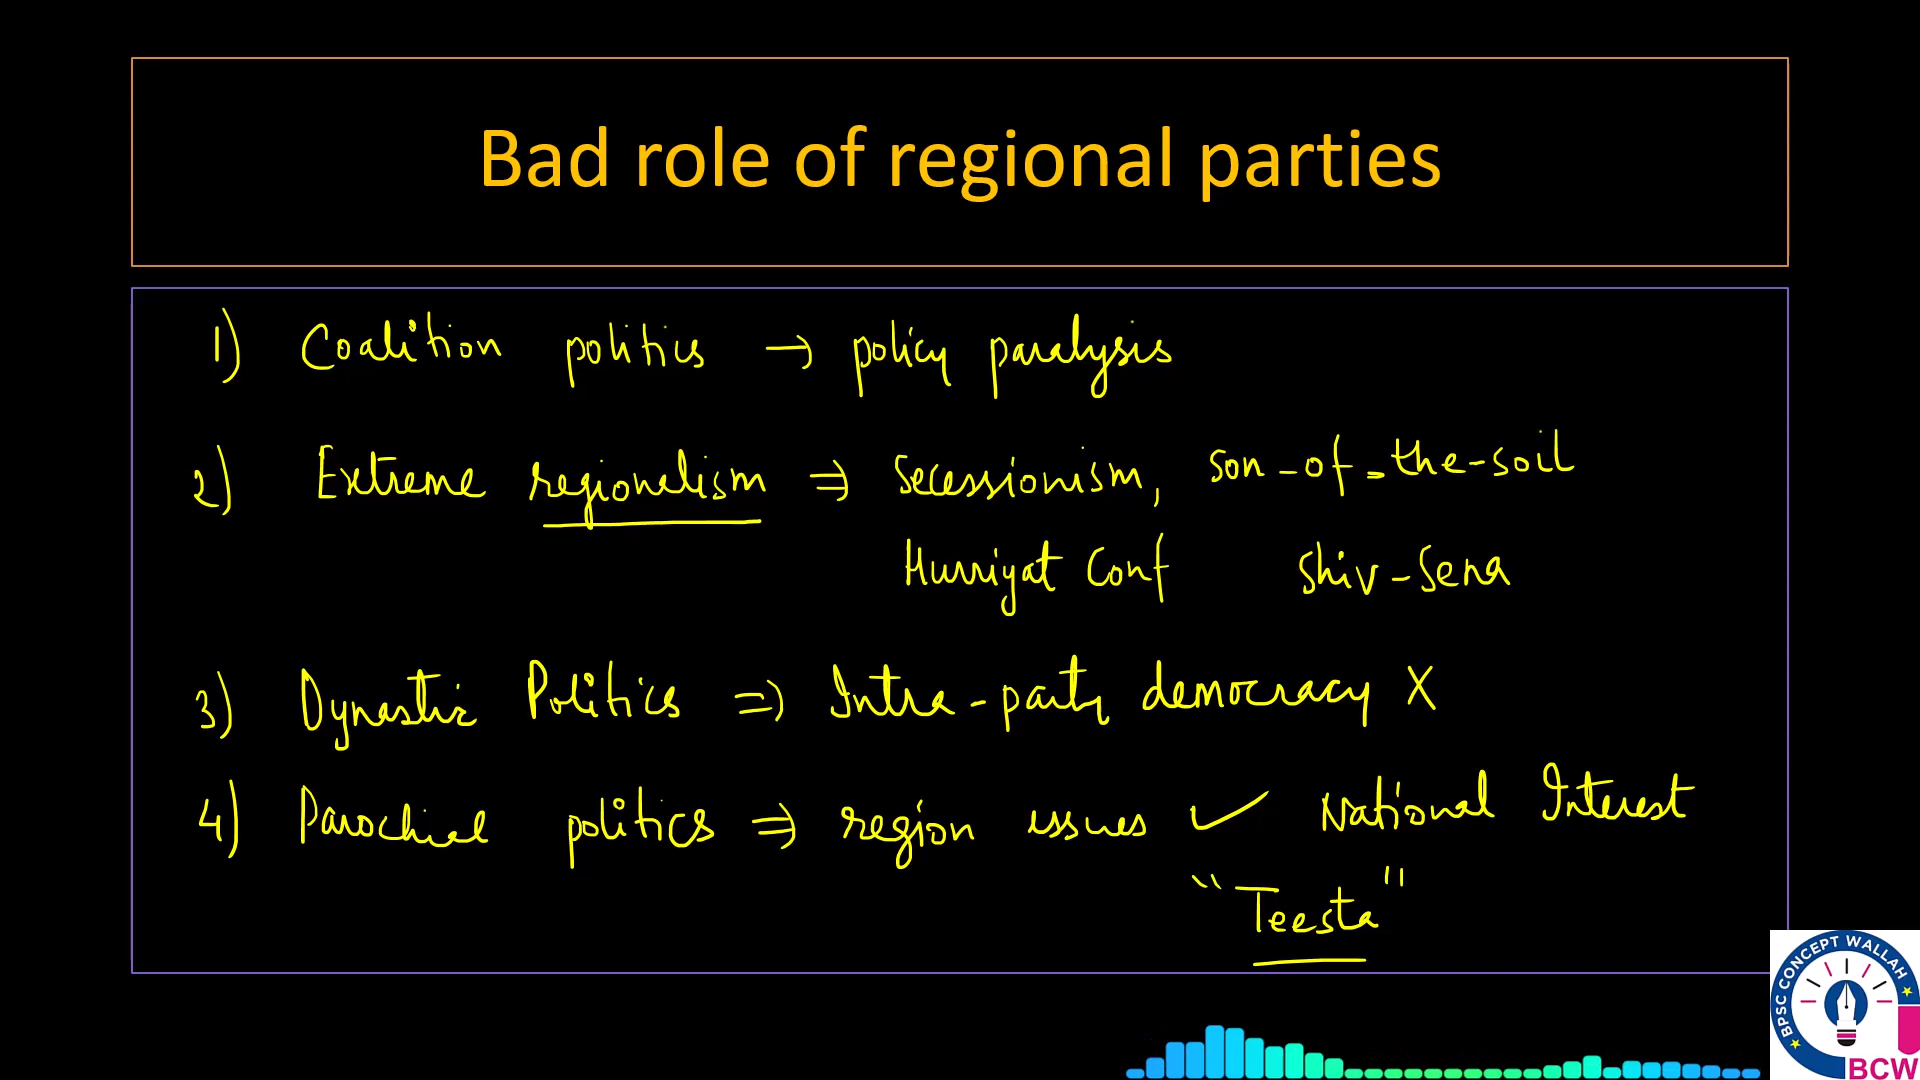 Bad role of regional parties
1) Coalition politics → policy paralysis
2) Extreme regionalism ⇒ Secessionism, son-of-the-soil
Hurriyat Conf Shiv-Sena
3) Dynastic Politics ⇒ Intra-party democracy X
4) Parochial politics ⇒ region issues ✓ National Interest
"Teesta"
BPSC CONCEPT WALLAH
BCW